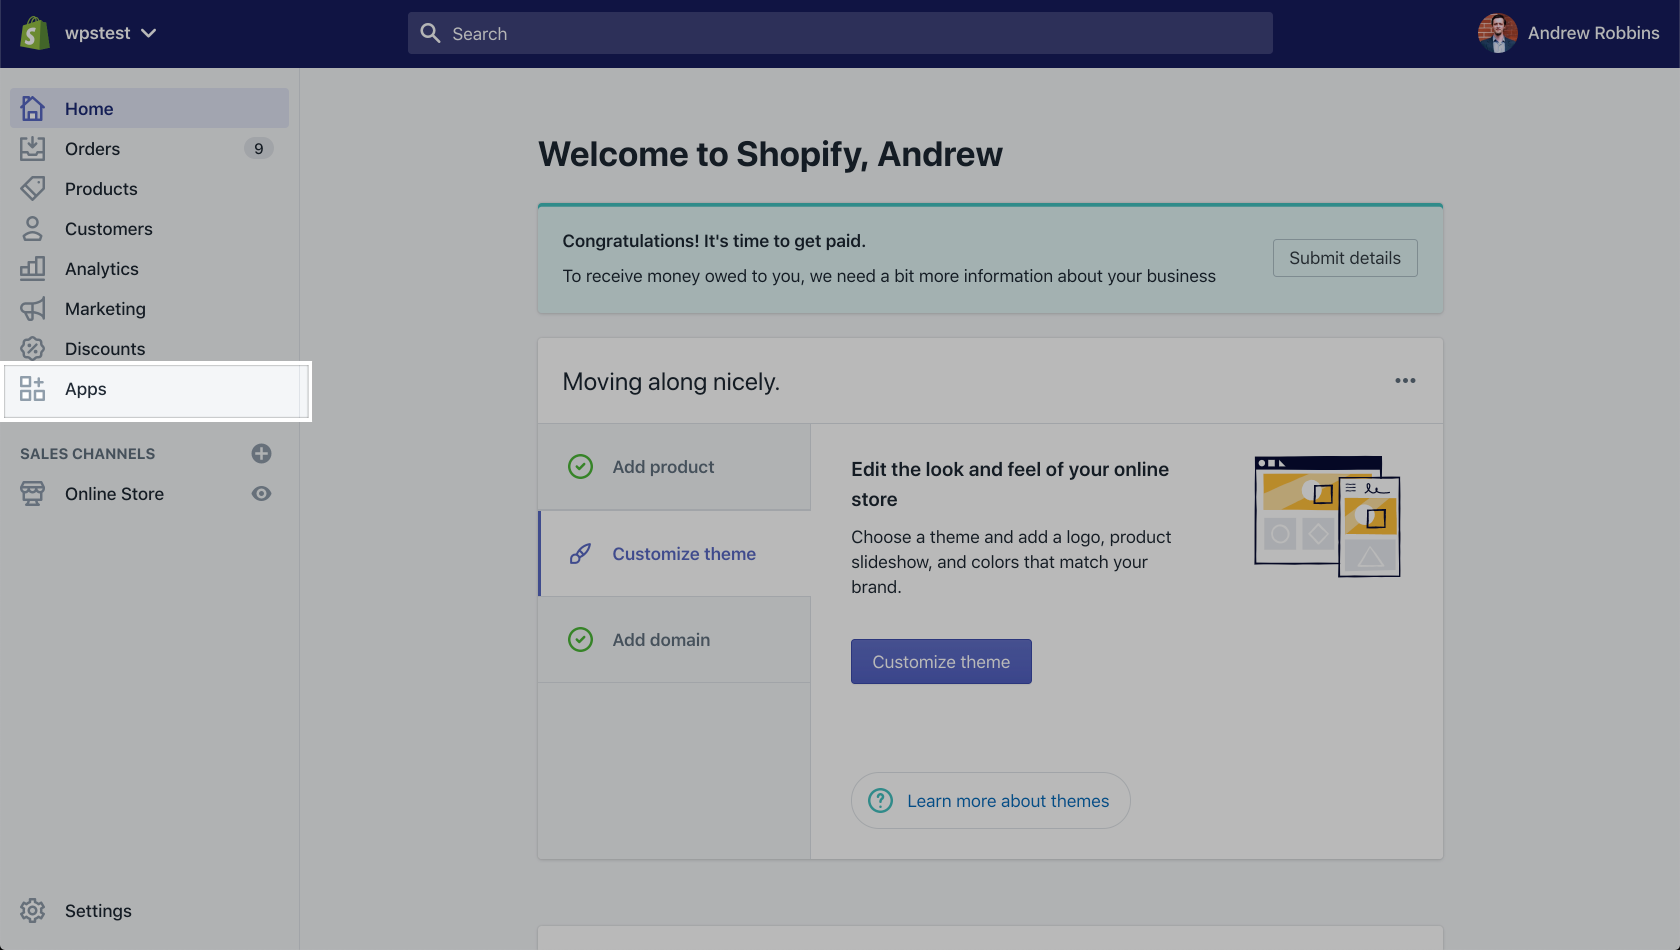 wpstest
Search
Andrew Robbins
Home
Orders 9
Products
Customers
Analytics
Marketing
Discounts
Apps
SALES CHANNELS
Online Store
Settings
Welcome to Shopify, Andrew
Congratulations! It's time to get paid.
To receive money owed to you, we need a bit more information about your business
Submit details
Moving along nicely.
Add product
Customize theme
Add domain
Edit the look and feel of your online
store
Choose a theme and add a logo, product
slideshow, and colors that match your
brand.
Customize theme
Learn more about themes